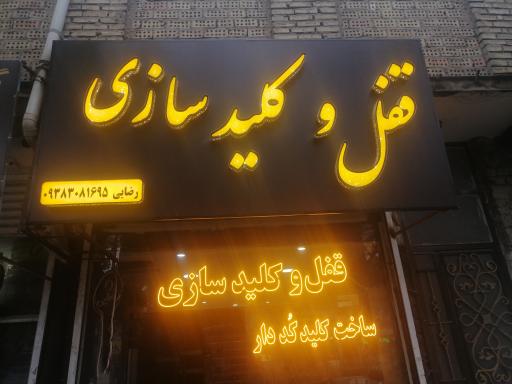 قفل و کلید سازی
رضایی ۰۹۳۸۳۰۸۱۶۹۵
قفل و کلید سازی
ساخت کلید کُد دار